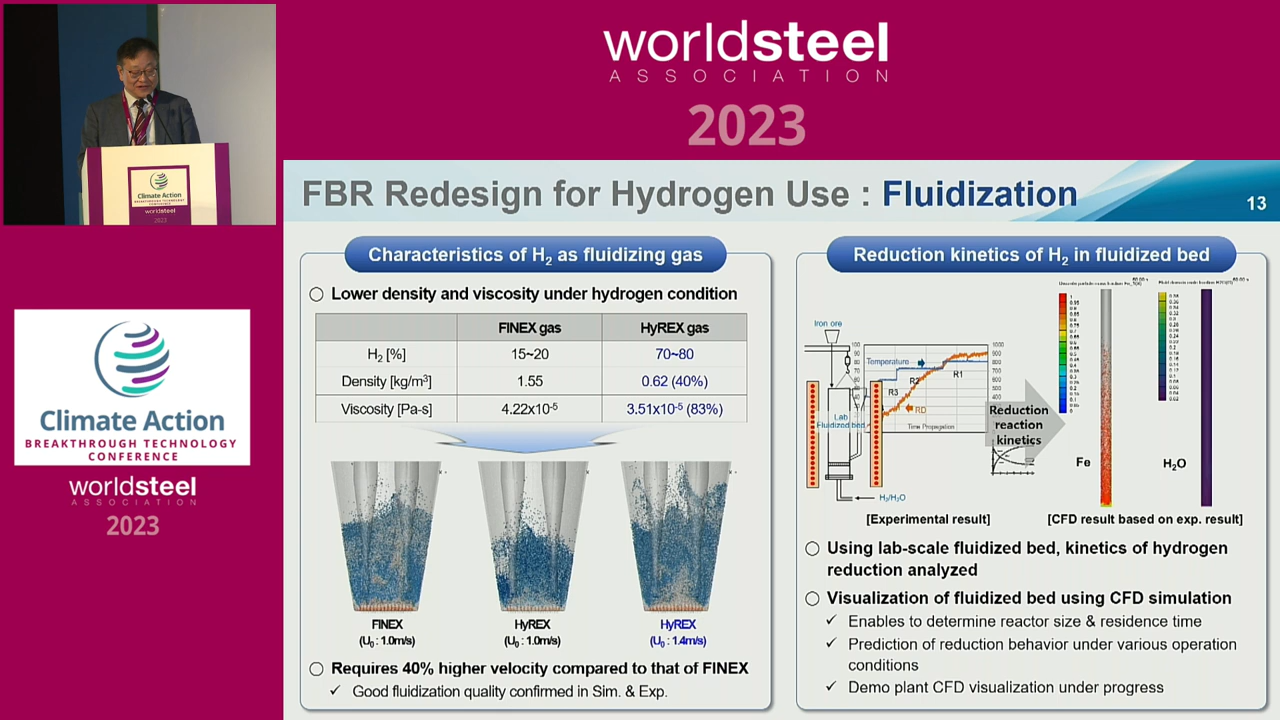 worldsteel
ASSOCIATION
2023
Climate Action
BREAKTHROUGH TECHNOLOGY
CONFERENCE
worldsteel
2023
Climate Action
BREAKTHROUGH TECHNOLOGY
CONFERENCE
worldsteel
ASSOCIATION
2023
FBR Redesign for Hydrogen Use : Fluidization
13
Characteristics of H₂ as fluidizing gas
○ Lower density and viscosity under hydrogen condition
FINEX gas HyREX gas
H₂ [%] 15~20 70~80
Density [kg/m³] 1.55 0.62 (40%)
Viscosity [Pa-s] 4.22x10⁻⁵ 3.51x10⁻⁵ (83%)
FINEX HyREX HyREX
(U₀ : 1.0m/s) (U₀ : 1.0m/s) (U₀ : 1.4m/s)
○ Requires 40% higher velocity compared to that of FINEX
✓ Good fluidization quality confirmed in Sim. & Exp.
Reduction kinetics of H₂ in fluidized bed
Iron ore
Temperature
R1
R2
R3
RD
Lab
Fluidized bed
Time Propagation
H₂/H₂O
Reduction
reaction
kinetics
Fe
H₂O
[Experimental result] [CFD result based on exp. result]
○ Using lab-scale fluidized bed, kinetics of hydrogen
reduction analyzed
○ Visualization of fluidized bed using CFD simulation
✓ Enables to determine reactor size & residence time
✓ Prediction of reduction behavior under various operation
conditions
✓ Demo plant CFD visualization under progress